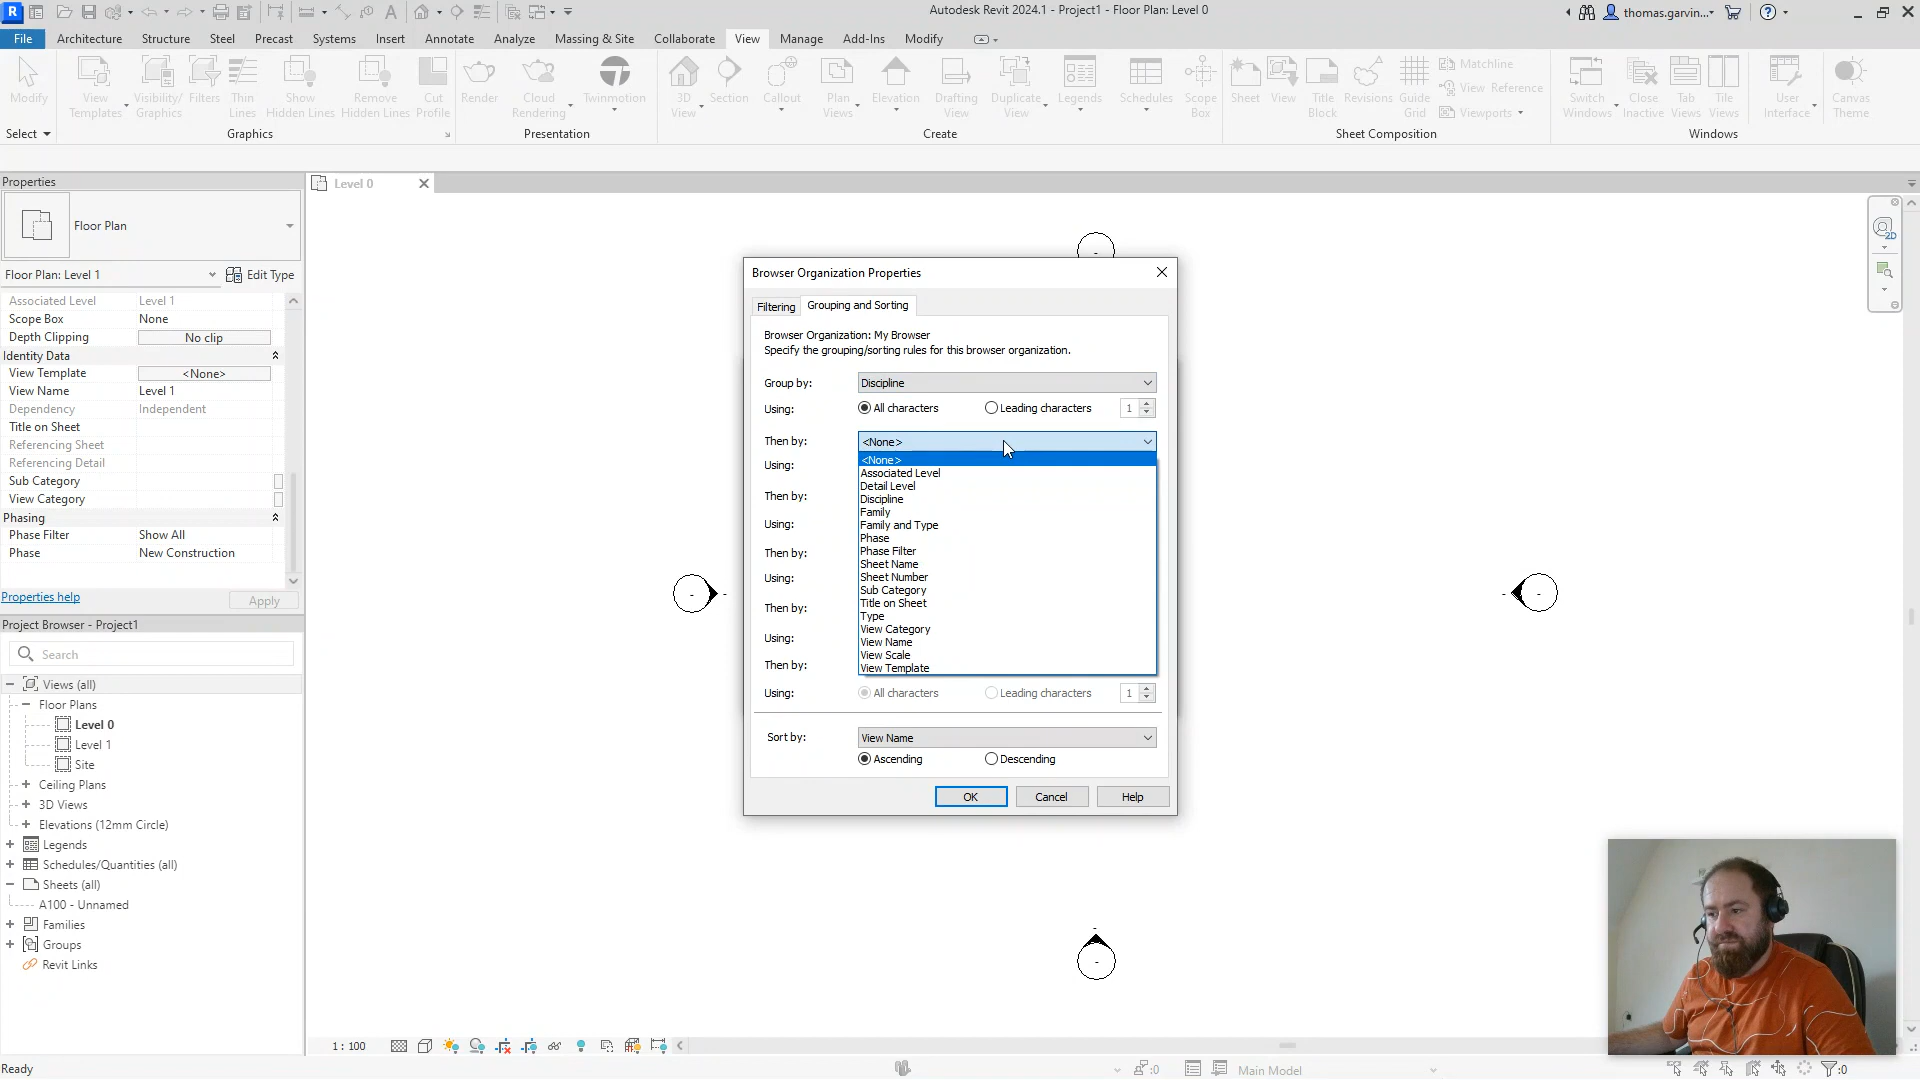 Autodesk Revit 2024.1 - Project1 - Floor Plan: Level 0
thomas.garvin...
File
Architecture
Structure
Steel
Precast
Systems
Insert
Annotate
Analyze
Massing & Site
Collaborate
View
Manage
Add-Ins
Modify
Modify
View Templates
Visibility/ Graphics
Filters
Thin Lines
Show Hidden Lines
Remove Hidden Lines
Cut Profile
Render
Cloud Rendering
Twinmotion
3D View
Section
Callout
Plan Views
Elevation
Drafting View
Duplicate View
Legends
Schedules
Scope Box
Sheet
View
Title Block
Revisions
Guide Grid
Matchline
View Reference
Viewports
Switch Windows
Close Inactive
Tab Views
Tile Views
User Interface
Canvas Theme
Select
Graphics
Presentation
Create
Sheet Composition
Windows
Properties
Floor Plan
Floor Plan: Level 1
Edit Type
Associated Level Level 1
Scope Box None
Depth Clipping No clip
Identity Data
View Template <None>
View Name Level 1
Dependency Independent
Title on Sheet
Referencing Sheet
Referencing Detail
Sub Category
View Category
Phasing
Phase Filter Show All
Phase New Construction
Properties help
Apply
Project Browser - Project1
Search
Views (all)
Floor Plans
Level 0
Level 1
Site
Ceiling Plans
3D Views
Elevations (12mm Circle)
Legends
Schedules/Quantities (all)
Sheets (all)
A100 - Unnamed
Families
Groups
Revit Links
Level 0
2D
Browser Organization Properties
Filtering
Grouping and Sorting
Browser Organization: My Browser
Specify the grouping/sorting rules for this browser organization.
Group by: Discipline
Using: All characters Leading characters 1
Then by: <None>
<None>
Using:
Associated Level
Detail Level
Then by:
Discipline
Family
Using:
Family and Type
Phase
Then by:
Phase Filter
Sheet Name
Using:
Sheet Number
Sub Category
Then by:
Title on Sheet
Type
Using:
View Category
View Name
View Scale
Then by:
View Template
Using: All characters Leading characters 1
Sort by: View Name
Ascending Descending
OK
Cancel
Help
1 : 100
Ready
:0
Main Model
:0